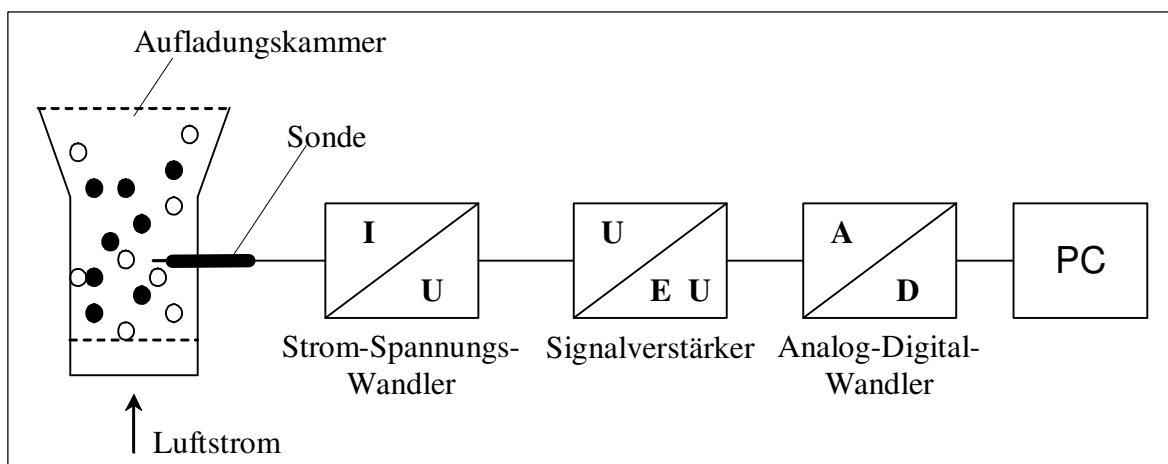 Aufladungskammer
Sonde
I
U
U
E U
A
D
PC
Strom-Spannungs-
Wandler
Signalverstärker
Analog-Digital-
Wandler
Luftstrom